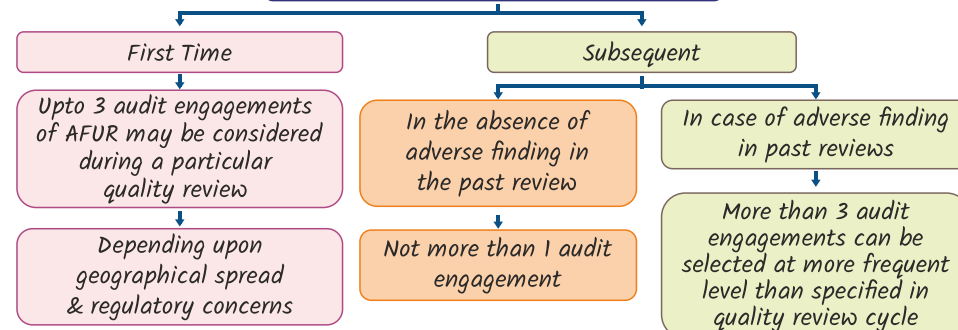 First Time
Upto 3 audit engagements
of AFUR may be considered
during a particular
quality review
Depending upon
geographical spread
& regulatory concerns
Subsequent
In the absence of
adverse finding in
the past review
Not more than 1 audit
engagement
In case of adverse finding
in past reviews
More than 3 audit
engagements can be
selected at more frequent
level than specified in
quality review cycle